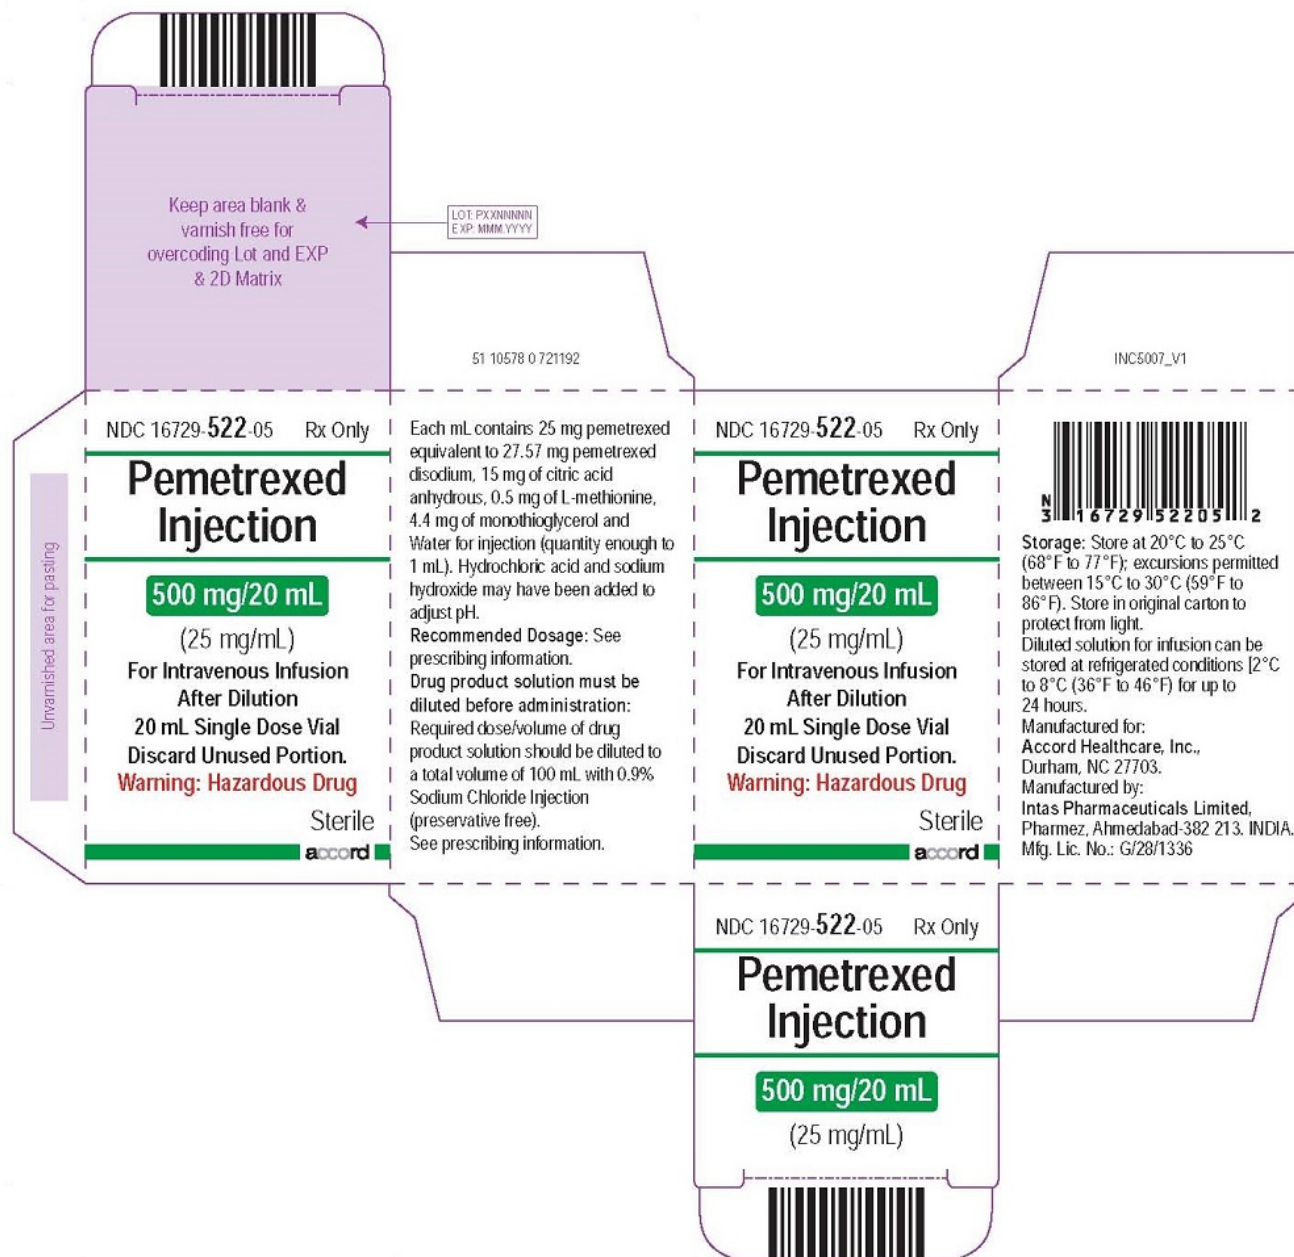 Keep area blank &
varnish free for
overcoding Lot and EXP
& 2D Matrix
LOT: PXXNNNNN
EXP: MMM.YYYY
51 10578 0 721192
INC5007_V1
Unvarnished area for pasting
NDC 16729-522-05 Rx Only
Pemetrexed
Injection
500 mg/20 mL
(25 mg/mL)
For Intravenous Infusion
After Dilution
20 mL Single Dose Vial
Discard Unused Portion.
Warning: Hazardous Drug
Sterile
accord
Each mL contains 25 mg pemetrexed
equivalent to 27.57 mg pemetrexed
disodium, 15 mg of citric acid
anhydrous, 0.5 mg of L-methionine,
4.4 mg of monothioglycerol and
Water for injection (quantity enough to
1 mL). Hydrochloric acid and sodium
hydroxide may have been added to
adjust pH.
Recommended Dosage: See
prescribing information.
Drug product solution must be
diluted before administration:
Required dose/volume of drug
product solution should be diluted to
a total volume of 100 mL with 0.9%
Sodium Chloride Injection
(preservative free).
See prescribing information.
NDC 16729-522-05 Rx Only
Pemetrexed
Injection
500 mg/20 mL
(25 mg/mL)
For Intravenous Infusion
After Dilution
20 mL Single Dose Vial
Discard Unused Portion.
Warning: Hazardous Drug
Sterile
accord
N
3 16729 52205 2
Storage: Store at 20°C to 25°C
(68°F to 77°F); excursions permitted
between 15°C to 30°C (59°F to
86°F). Store in original carton to
protect from light.
Diluted solution for infusion can be
stored at refrigerated conditions [2°C
to 8°C (36°F to 46°F) for up to
24 hours.
Manufactured for:
Accord Healthcare, Inc.,
Durham, NC 27703.
Manufactured by:
Intas Pharmaceuticals Limited,
Pharmez, Ahmedabad-382 213. INDIA.
Mfg. Lic. No.: G/28/1336
NDC 16729-522-05 Rx Only
Pemetrexed
Injection
500 mg/20 mL
(25 mg/mL)